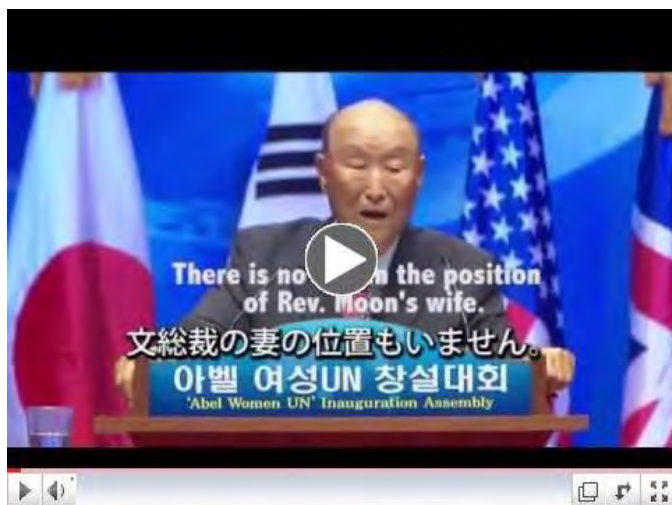 There is no in the position
of Rev. Moon's wife.
文総裁の妻の位置もいません。
아벨 여성UN 창설대회
'Abel Women UN' Inauguration Assembly